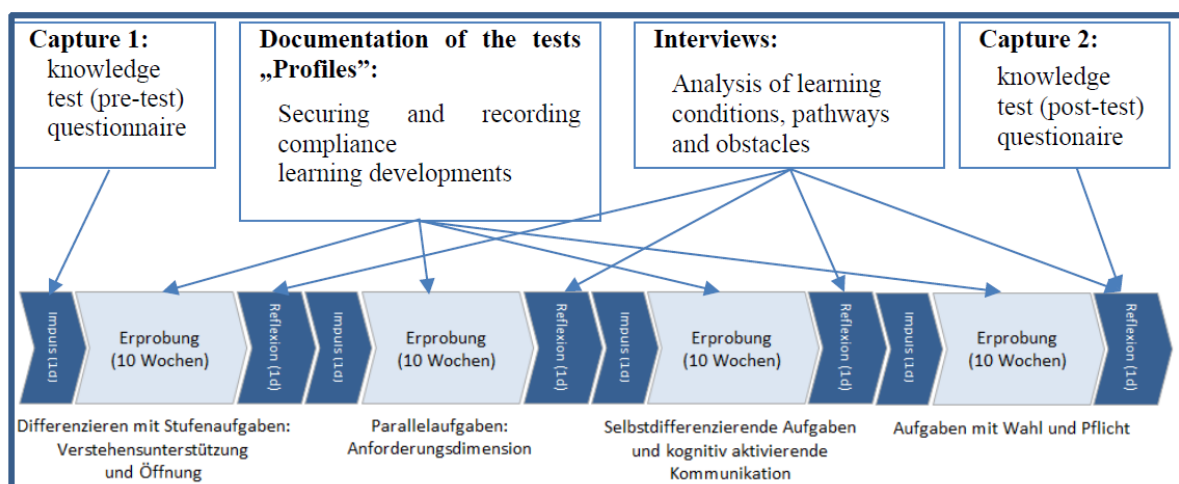 Capture 1:
knowledge
test (pre-test)
questionnaire
Documentation of the tests
„Profiles”:
Securing and recording
compliance
learning developments
Interviews:
Analysis of learning
conditions, pathways
and obstacles
Capture 2:
knowledge
test (post-test)
questionaire
Impuls (1d)
Erprobung
(10 Wochen)
Reflexion (1d)
Impuls (1d)
Erprobung
(10 Wochen)
Reflexion (1d)
Impuls (1d)
Erprobung
(10 Wochen)
Reflexion (1d)
Impuls (1d)
Erprobung
(10 Wochen)
Reflexion (1d)
Differenzieren mit Stufenaufgaben:
Verstehensunterstützung
und Öffnung
Parallelaufgaben:
Anforderungsdimension
Selbstdifferenzierende Aufgaben
und kognitiv aktivierende
Kommunikation
Aufgaben mit Wahl und Pflicht